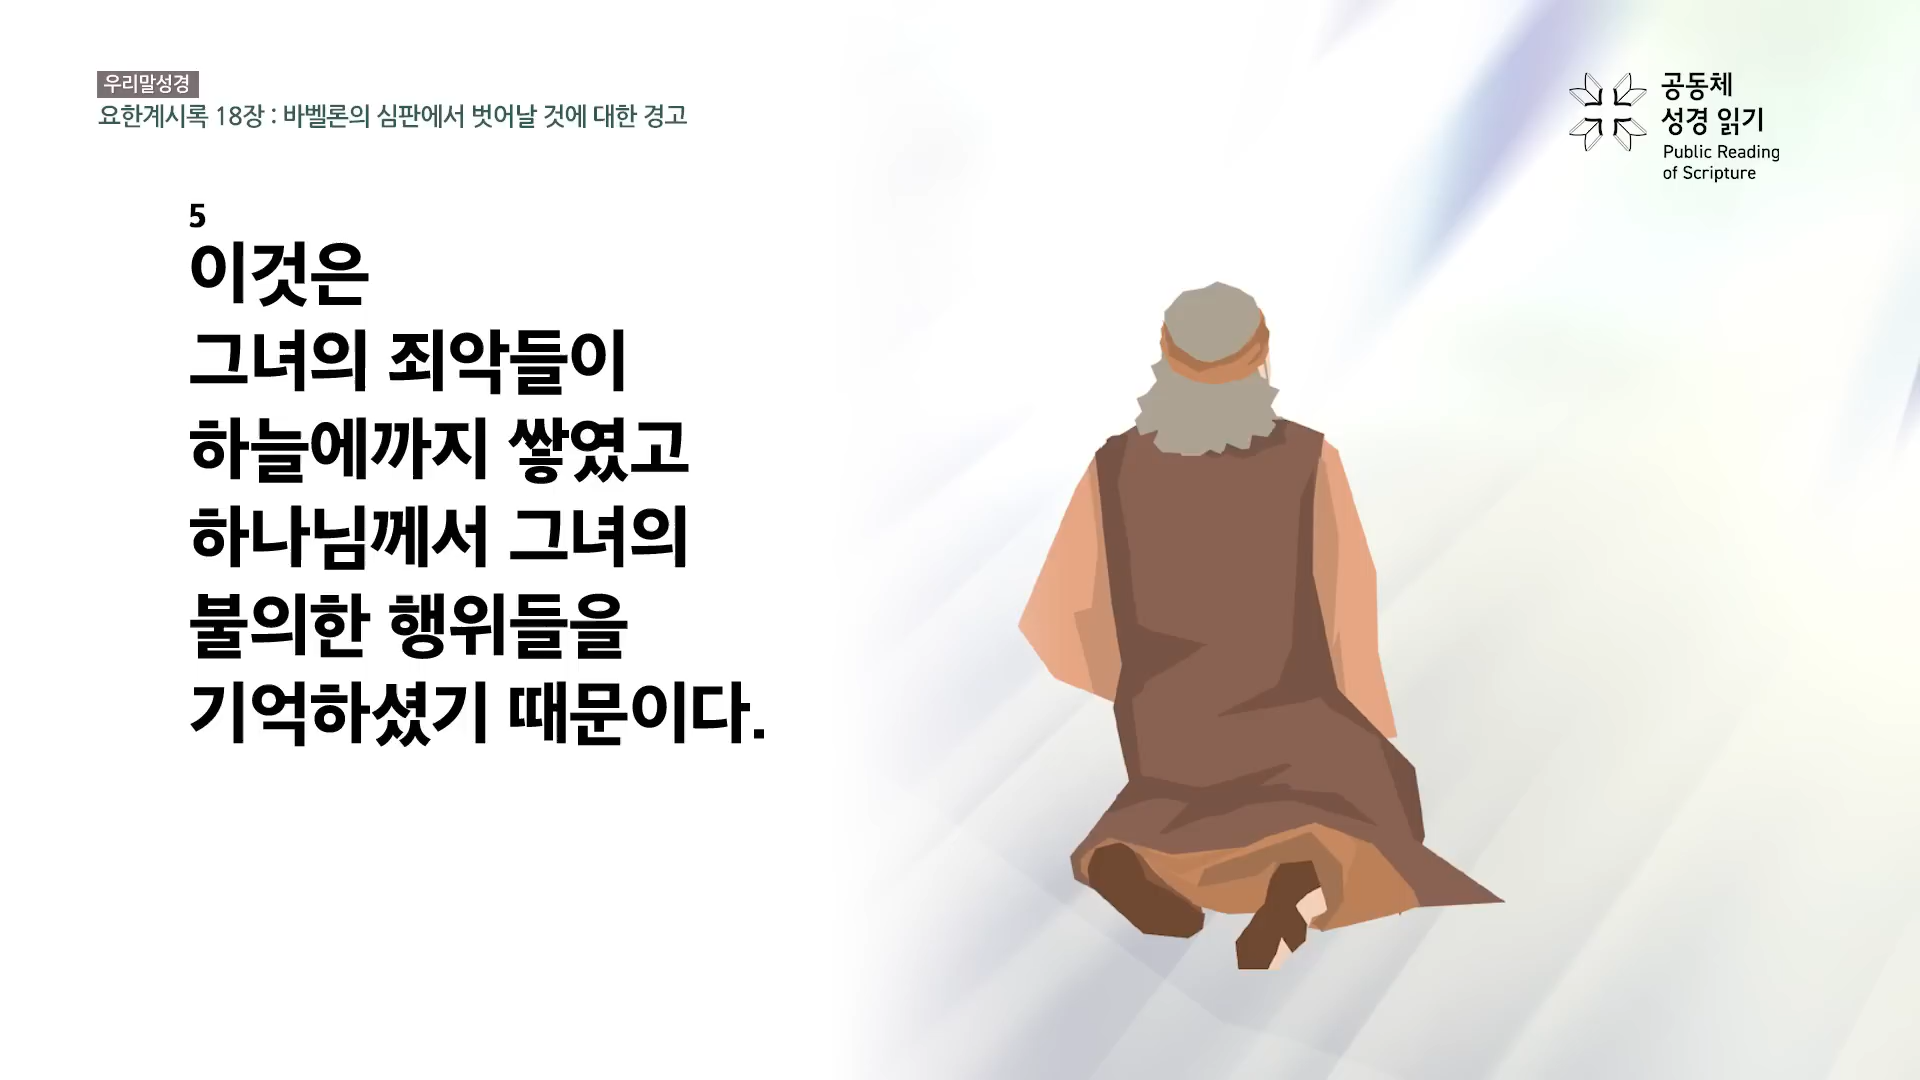 우리말성경
요한계시록 18장 : 바벨론의 심판에서 벗어날 것에 대한 경고
공동체
성경 읽기
Public Reading
of Scripture
5
이것은
그녀의 죄악들이
하늘에까지 쌓였고
하나님께서 그녀의
불의한 행위들을
기억하셨기 때문이다.